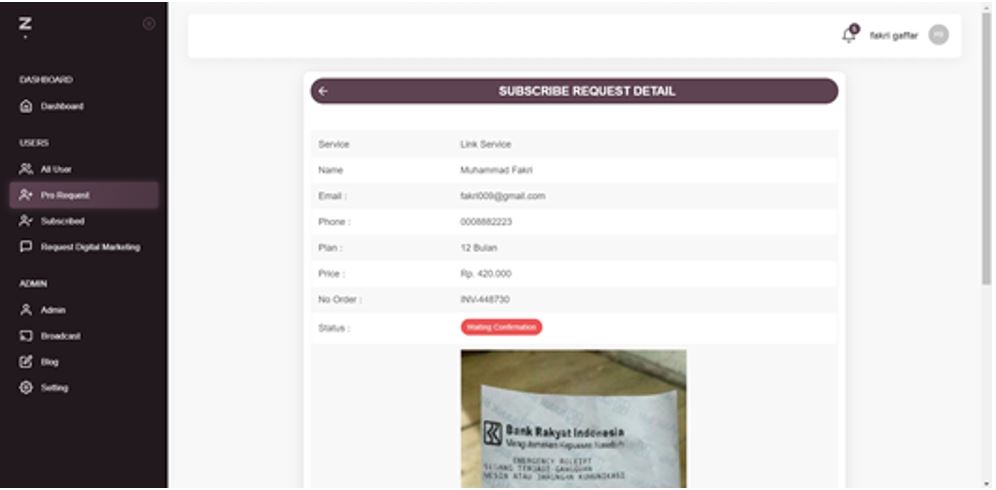 Z
5
fakri gaffar
DASHBOARD
Dashboard
USERS
All User
Pro Request
Subscribed
Request Digital Marketing
ADMIN
Admin
Broadcast
Blog
Setting
SUBSCRIBE REQUEST DETAIL
Service Link Service
Name Muhammad Fakri
Email : fakri009@gmail.com
Phone : 0008882223
Plan : 12 Bulan
Price : Rp. 420.000
No Order : INV-448730
Status : Waiting Confirmation
Bank Rakyat Indonesia
EMERGENCY RECEIPT
SEDANG TERJADI GANGGUAN
MESIN ATAU JARINGAN KOMUNIKASI